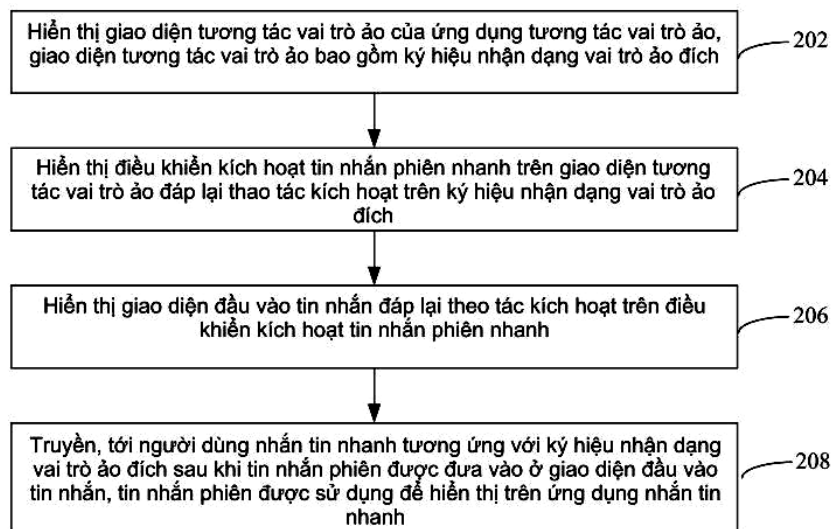 Hiển thị giao diện tương tác vai trò ảo của ứng dụng tương tác vai trò ảo,
giao diện tương tác vai trò ảo bao gồm ký hiệu nhận dạng vai trò ảo đích
202
Hiển thị điều khiển kích hoạt tin nhắn phiên nhanh trên giao diện tương
tác vai trò ảo đáp lại thao tác kích hoạt trên ký hiệu nhận dạng vai trò ảo
đích
204
Hiển thị giao diện đầu vào tin nhắn đáp lại theo tác kích hoạt trên điều
khiển kích hoạt tin nhắn phiên nhanh
206
Truyền, tới người dùng nhắn tin nhanh tương ứng với ký hiệu nhận dạng
vai trò ảo đích sau khi tin nhắn phiên được đưa vào ở giao diện đầu vào
tin nhắn, tin nhắn phiên được sử dụng để hiển thị trên ứng dụng nhắn tin
nhanh
208